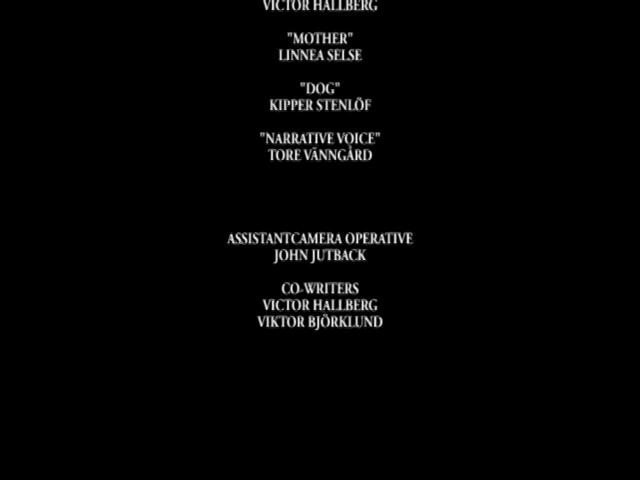 VICTOR HALLBERG
"MOTHER"
LINNEA SELSE
"DOG"
KIPPER STENLÖF
"NARRATIVE VOICE"
TORE VÄNNGÅRD
ASSISTANTCAMERA OPERATIVE
JOHN JUTBACK
CO-WRITERS
VICTOR HALLBERG
VIKTOR BJÖRKLUND